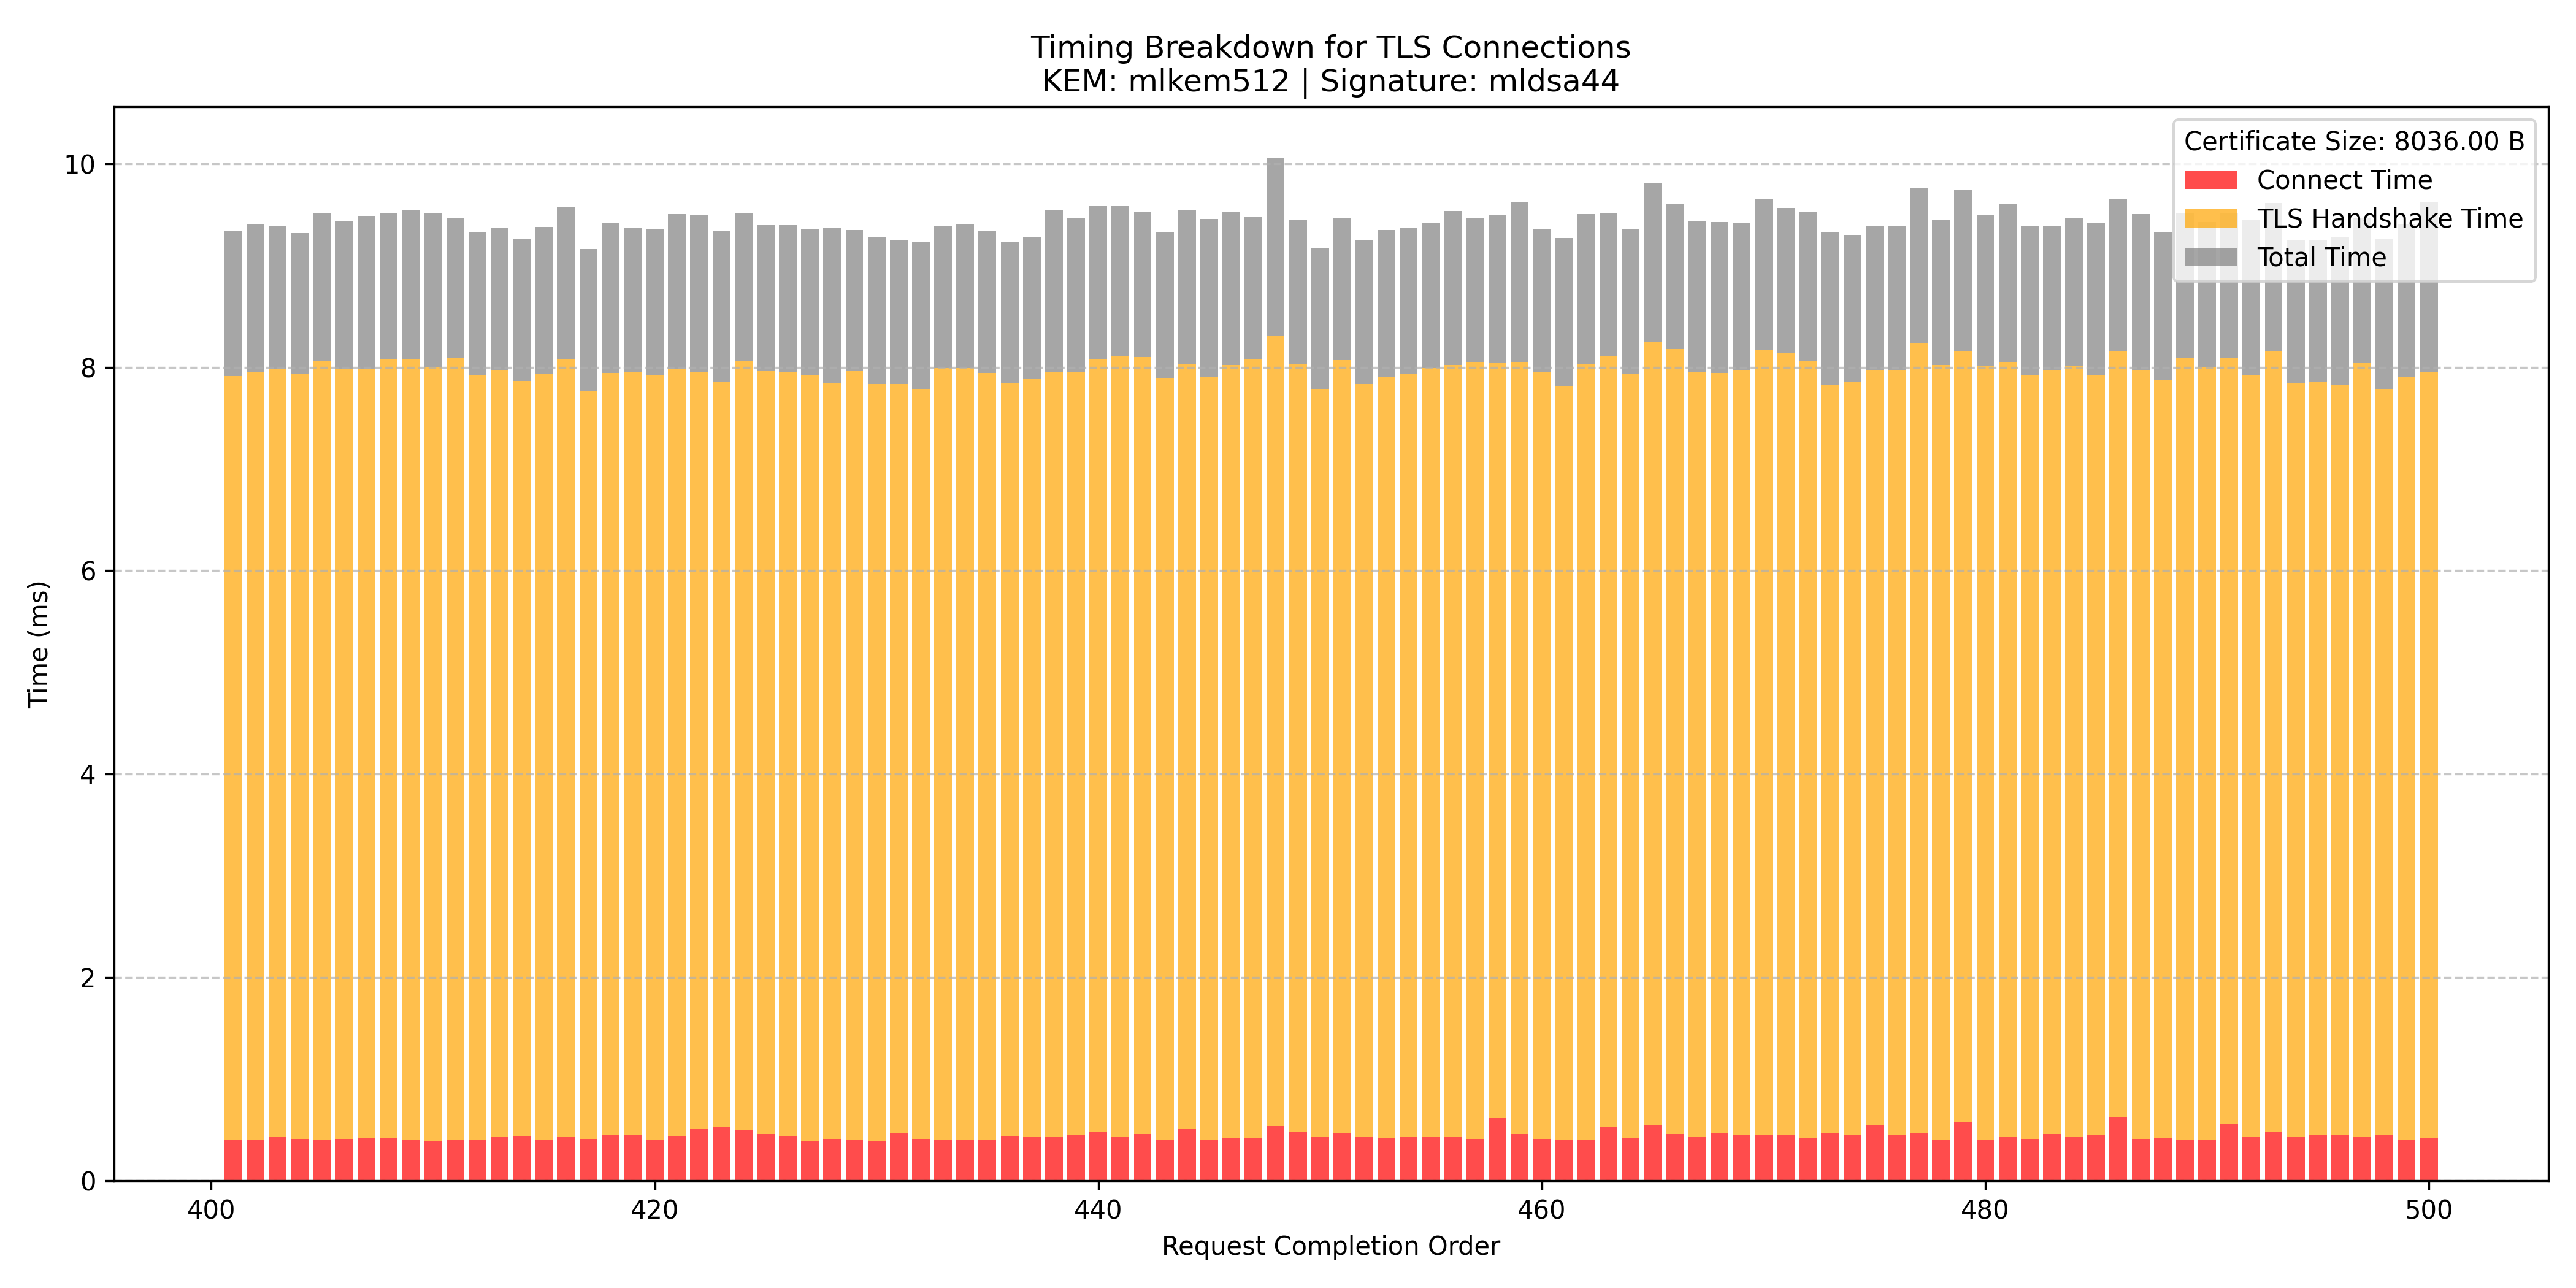 Timing Breakdown for TLS Connections
KEM: mlkem512 | Signature: mldsa44
Certificate Size: 8036.00 B
Connect Time
TLS Handshake Time
Total Time
Time (ms)
10
8
6
4
2
0
400 420 440 460 480 500
Request Completion Order